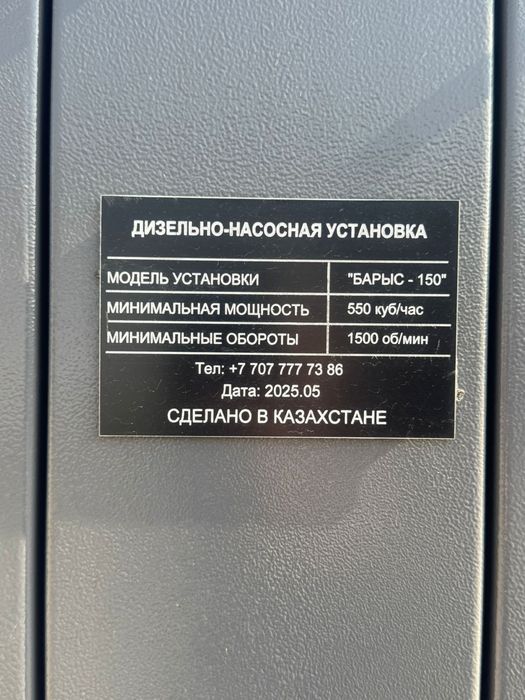 ДИЗЕЛЬНО-НАСОСНАЯ УСТАНОВКА
МОДЕЛЬ УСТАНОВКИ "БАРЫС - 150"
МИНИМАЛЬНАЯ МОЩНОСТЬ 550 куб/час
МИНИМАЛЬНЫЕ ОБОРОТЫ 1500 об/мин
Тел: +7 707 777 73 86
Дата: 2025.05
СДЕЛАНО В КАЗАХСТАНЕ